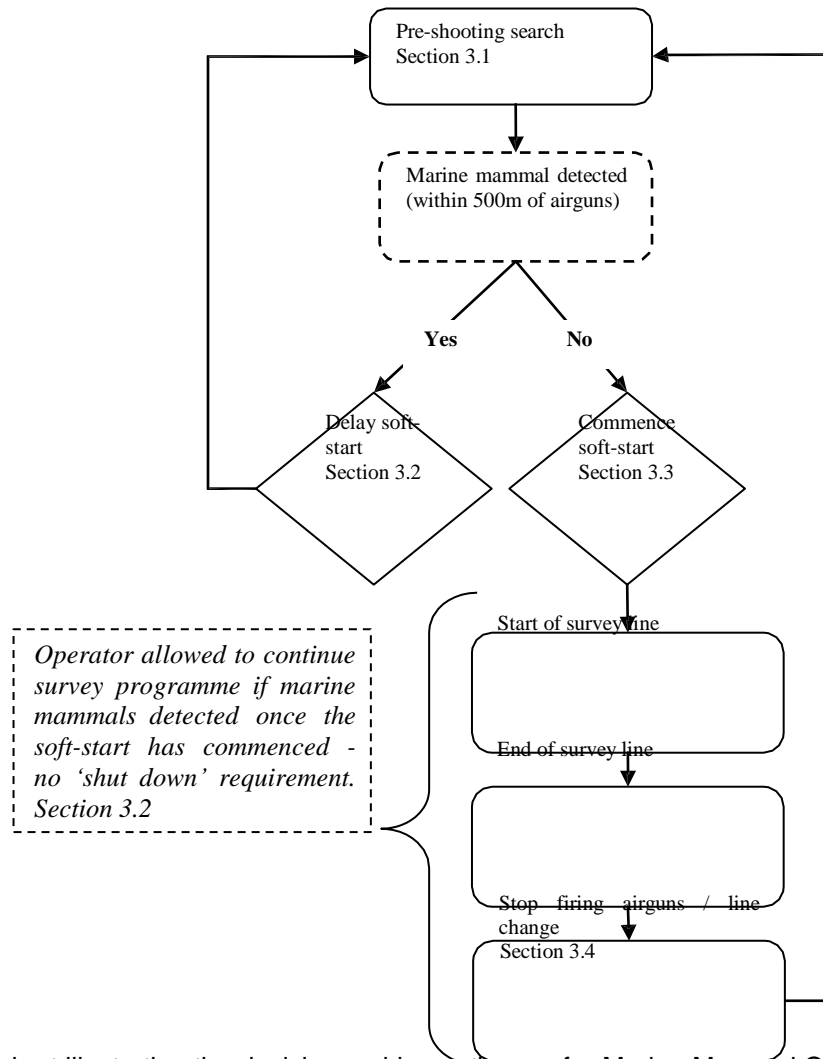 Pre-shooting search
Section 3.1
Marine mammal detected
(within 500m of airguns)
Yes
No
Delay soft-
start
Section 3.2
Commence
soft-start
Section 3.3
Start of survey line
Operator allowed to continue
survey programme if marine
mammals detected once the
soft-start has commenced -
no ‘shut down’ requirement.
Section 3.2
End of survey line
Stop firing airguns / line
change
Section 3.4